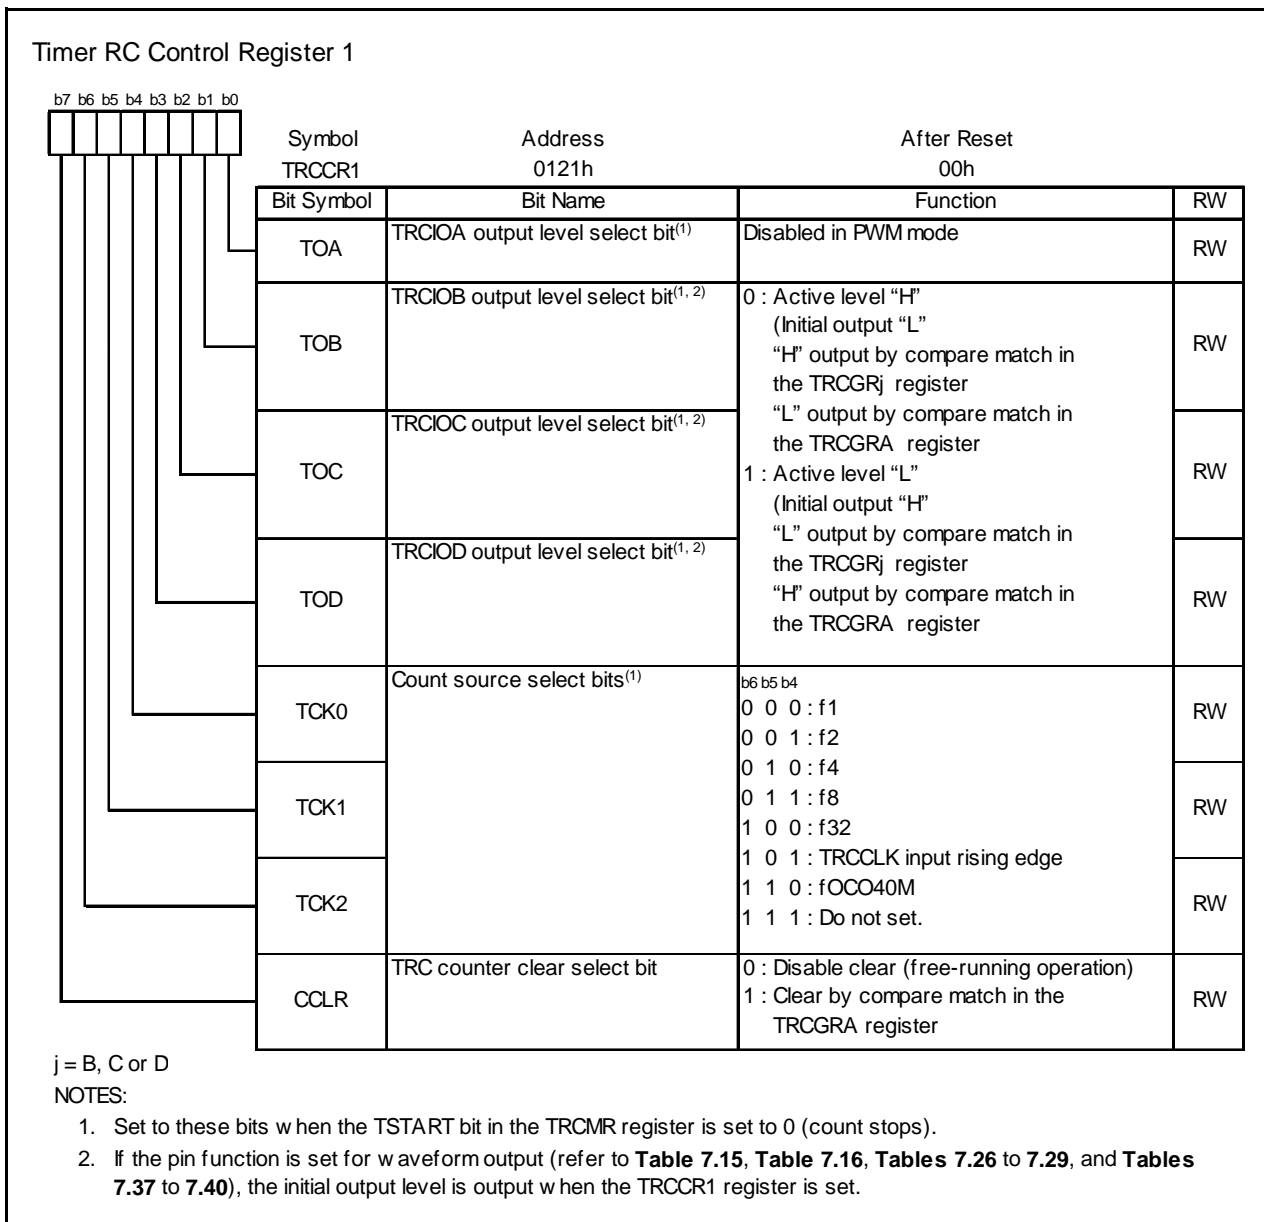 Timer RC Control Register 1
b7 b6 b5 b4 b3 b2 b1 b0
Symbol Address After Reset
TRCCR1 0121h 00h
Bit Symbol Bit Name Function RW
TOA TRCIOA output level select bit(1) Disabled in PWM mode RW
TOB TRCIOB output level select bit(1, 2) RW
TOC TRCIOC output level select bit(1, 2) RW
TOD TRCIOD output level select bit(1, 2) RW
0 : Active level “H”
(Initial output “L”
“H” output by compare match in
the TRCGRj register
“L” output by compare match in
the TRCGRA register
1 : Active level “L”
(Initial output “H”
“L” output by compare match in
the TRCGRj register
“H” output by compare match in
the TRCGRA register
TCK0 Count source select bits(1) RW
TCK1 RW
TCK2 RW
b6 b5 b4
0 0 0 : f1
0 0 1 : f2
0 1 0 : f4
0 1 1 : f8
1 0 0 : f32
1 0 1 : TRCCLK input rising edge
1 1 0 : fOCO40M
1 1 1 : Do not set.
CCLR TRC counter clear select bit RW
0 : Disable clear (free-running operation)
1 : Clear by compare match in the
TRCGRA register
j = B, C or D
NOTES:
1. Set to these bits when the TSTART bit in the TRCMR register is set to 0 (count stops).
2. If the pin function is set for waveform output (refer to Table 7.15, Table 7.16, Tables 7.26 to 7.29, and Tables
7.37 to 7.40), the initial output level is output when the TRCCR1 register is set.